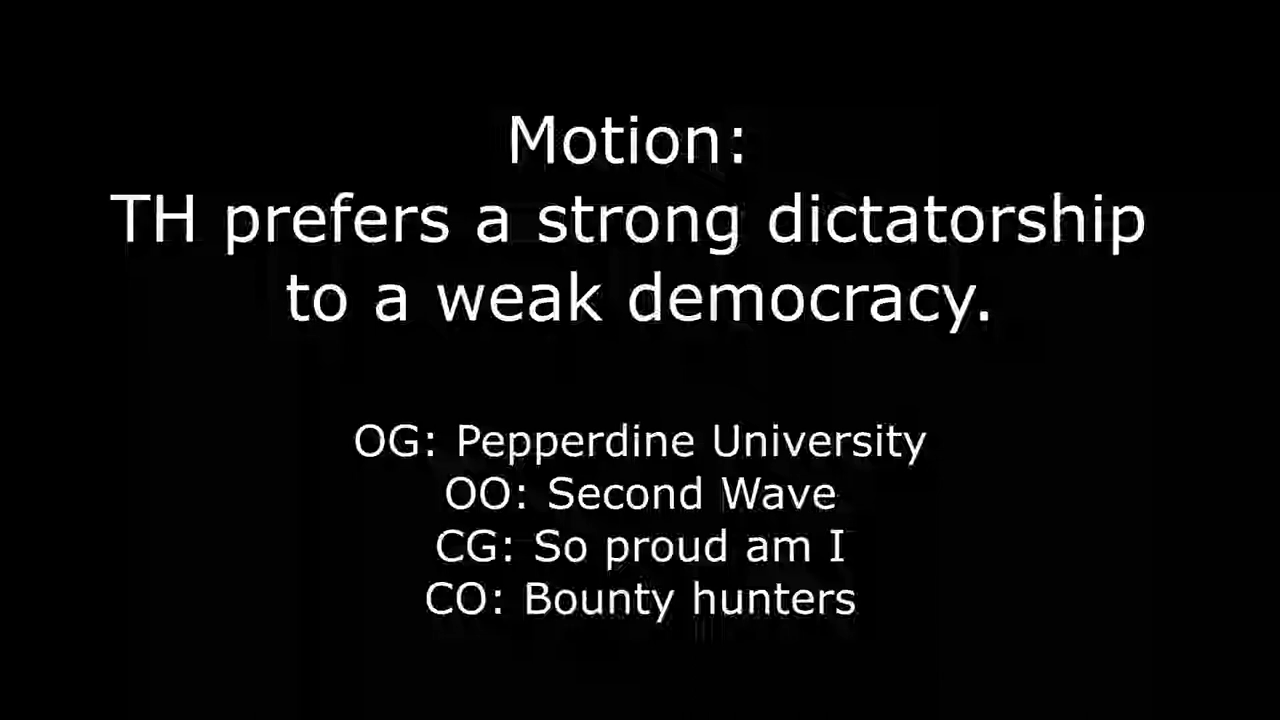 Motion:
TH prefers a strong dictatorship
to a weak democracy.
OG: Pepperdine University
OO: Second Wave
CG: So proud am I
CO: Bounty hunters